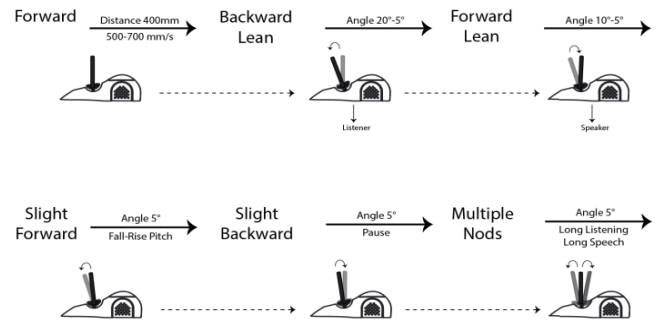 Forward
Distance 400mm
500-700 mm/s
Backward
Lean
Angle 20°-5°
Forward
Lean
Angle 10°-5°
Listener
Speaker
Slight
Forward
Angle 5°
Fall-Rise Pitch
Slight
Backward
Angle 5°
Pause
Multiple
Nods
Angle 5°
Long Listening
Long Speech